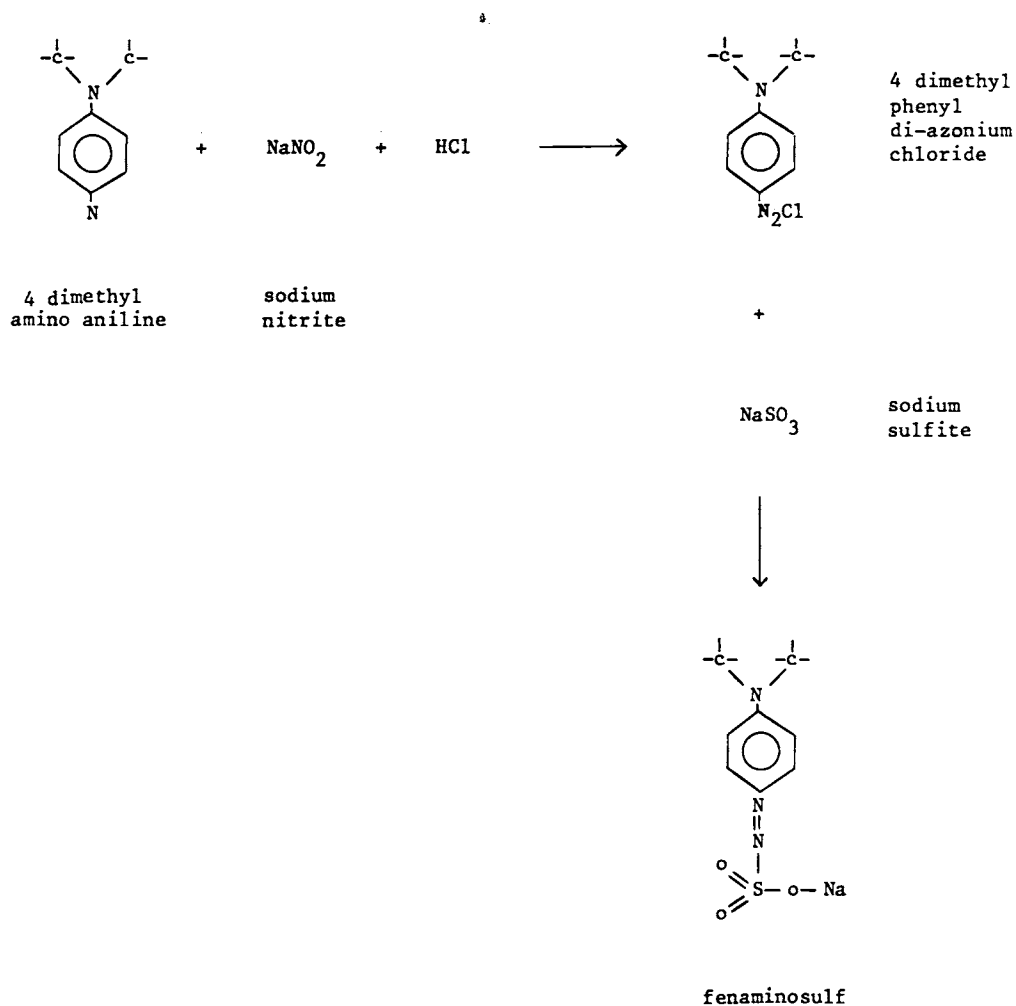 -C- -C-
N
N
+ NaNO2 + HCl
-C- -C-
N
N2Cl
4 dimethyl
phenyl
di-azonium
chloride
4 dimethyl
amino aniline
sodium
nitrite
+
NaSO3
sodium
sulfite
-C- -C-
N
N
N
O
S-O-Na
O
fenaminosulf